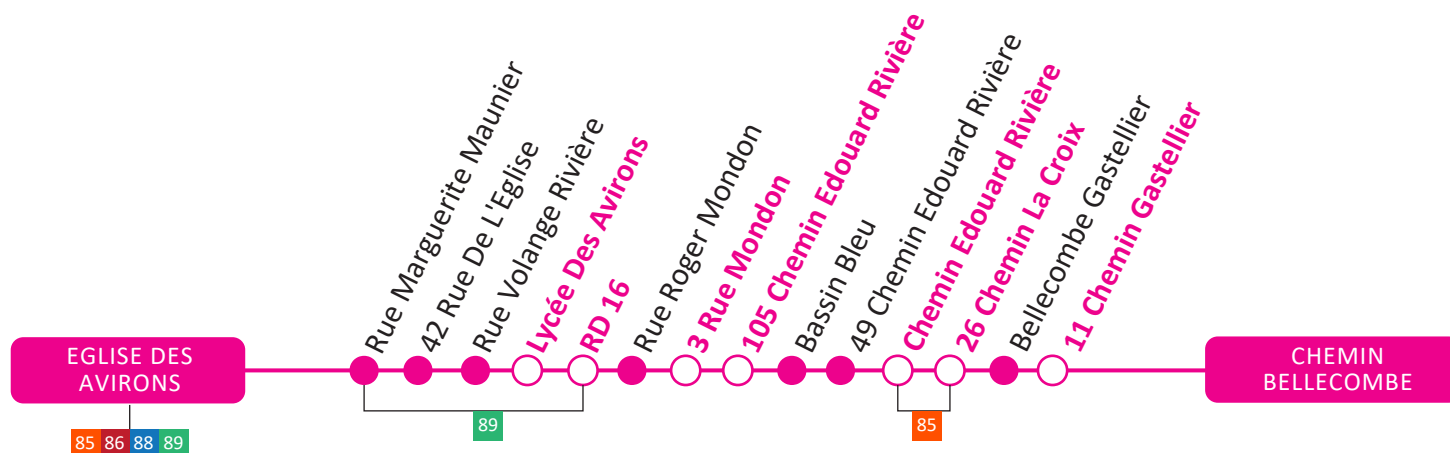 EGLISE DES
AVIRONS
85 86 88 89
Rue Marguerite Maunier
42 Rue De L'Eglise
Rue Volange Rivière
Lycée Des Avirons
RD 16
Rue Roger Mondon
3 Rue Mondon
105 Chemin Edouard Rivière
Bassin Bleu
49 Chemin Edouard Rivière
Chemin Edouard Rivière
26 Chemin La Croix
Bellecombe Gastellier
11 Chemin Gastellier
89
85
CHEMIN
BELLECOMBE